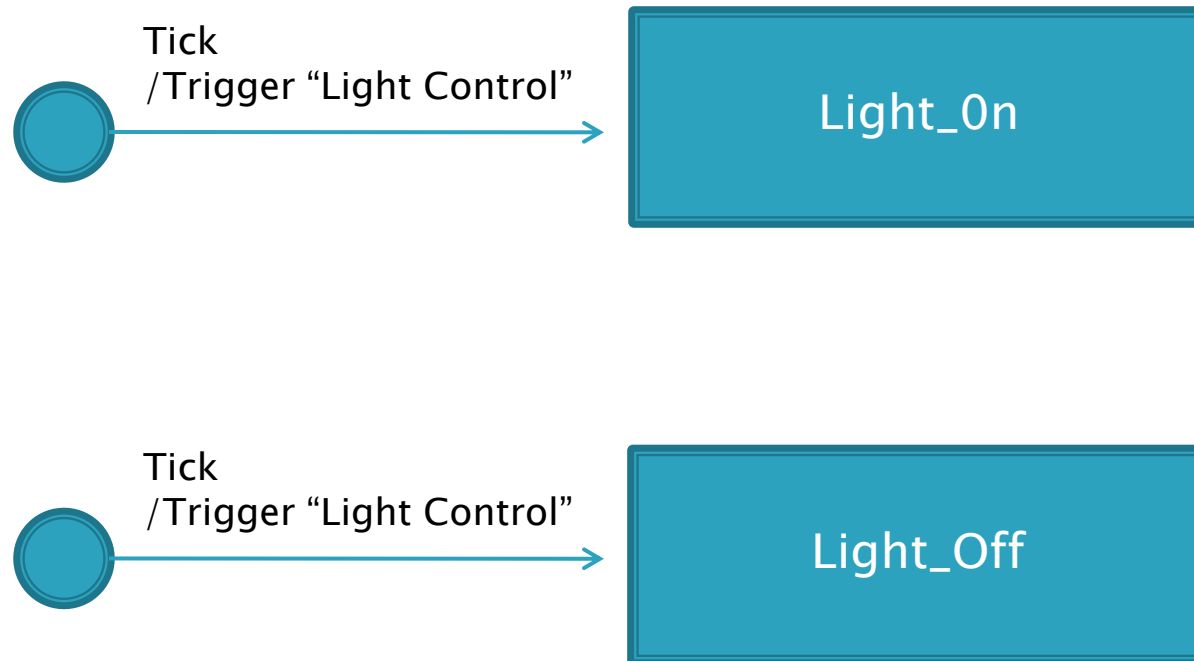 Tick
/Trigger “Light Control”
Light_0n
Tick
/Trigger “Light Control”
Light_Off